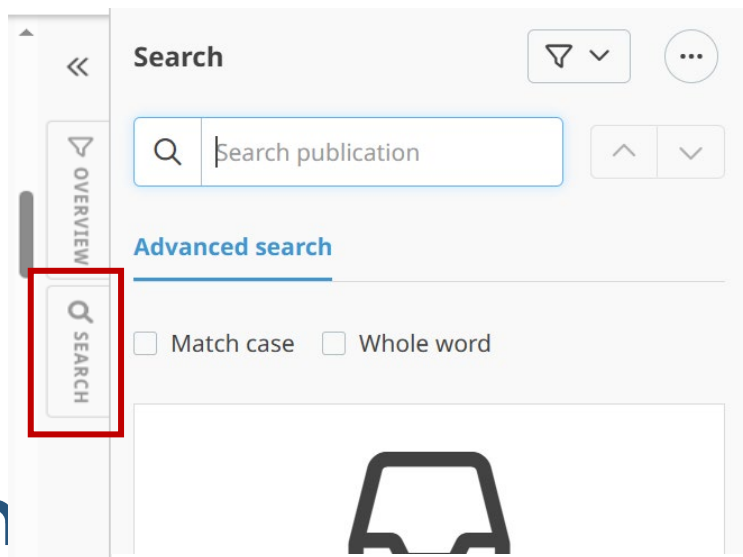 Search
Search publication
Advanced search
Match case
Whole word
OVERVIEW
SEARCH